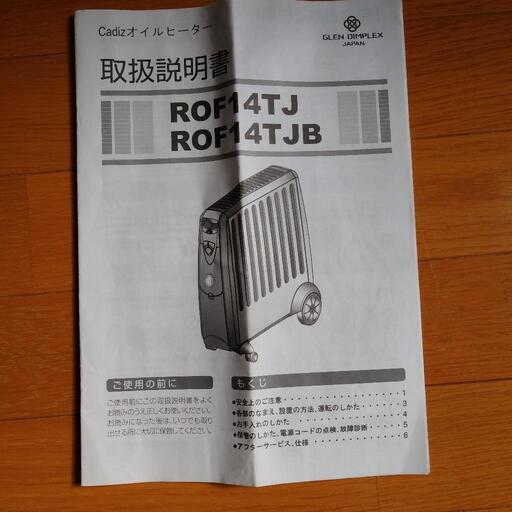 Cadizオイルヒーター
GLEN DIMPLEX
JAPAN
取扱説明書
ROF14TJ
ROF14TJB
ご使用の前に
ご使用前にこの取扱説明書をよく
お読みのうえ正しくお使いください。
お読みになった後は、いつでも取り
出せる所に大切に保管してください。
もくじ
●安全上のご注意・・・・・・・・・・・・・・・・・・1
●各部のなまえ、設置の方法、運転のしかた・・・・3
●お手入れのしかた・・・・・・・・・・・・・・・・・4
●保管のしかた、電源コードの点検、故障診断・・・・5
●アフターサービス、仕様・・・・・・・・・・・・・・6